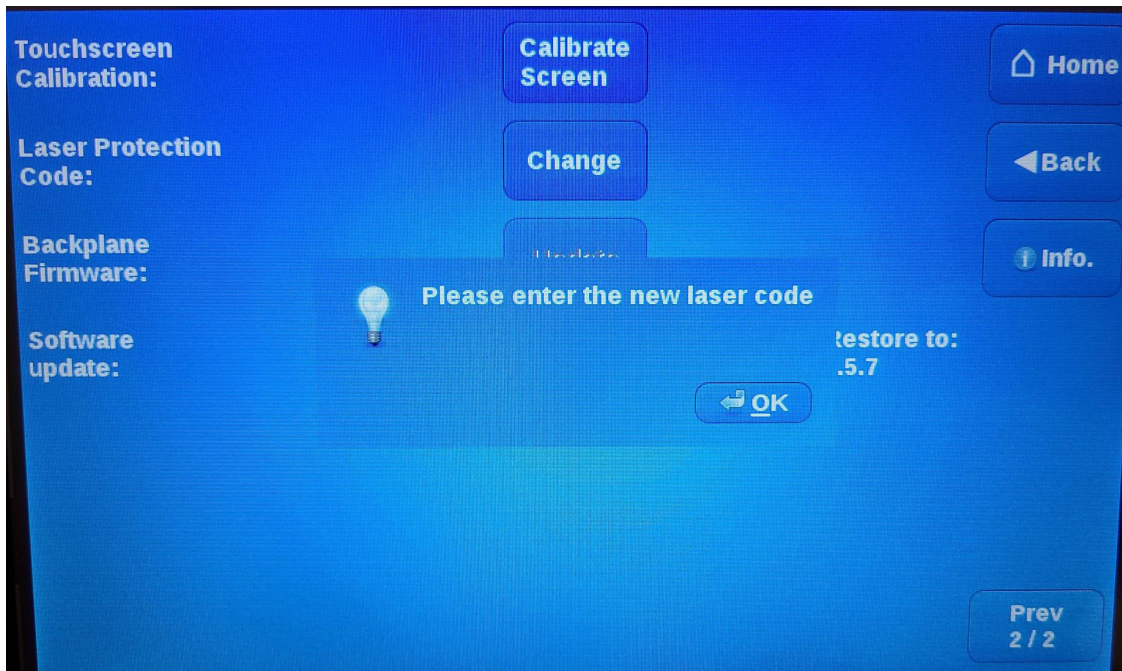 Touchscreen
Calibration:
Calibrate
Screen
Home
Laser Protection
Code:
Change
Back
Backplane
Firmware:
Info.
Please enter the new laser code
Software
update:
estore to:
.5.7
OK
Prev
2 / 2